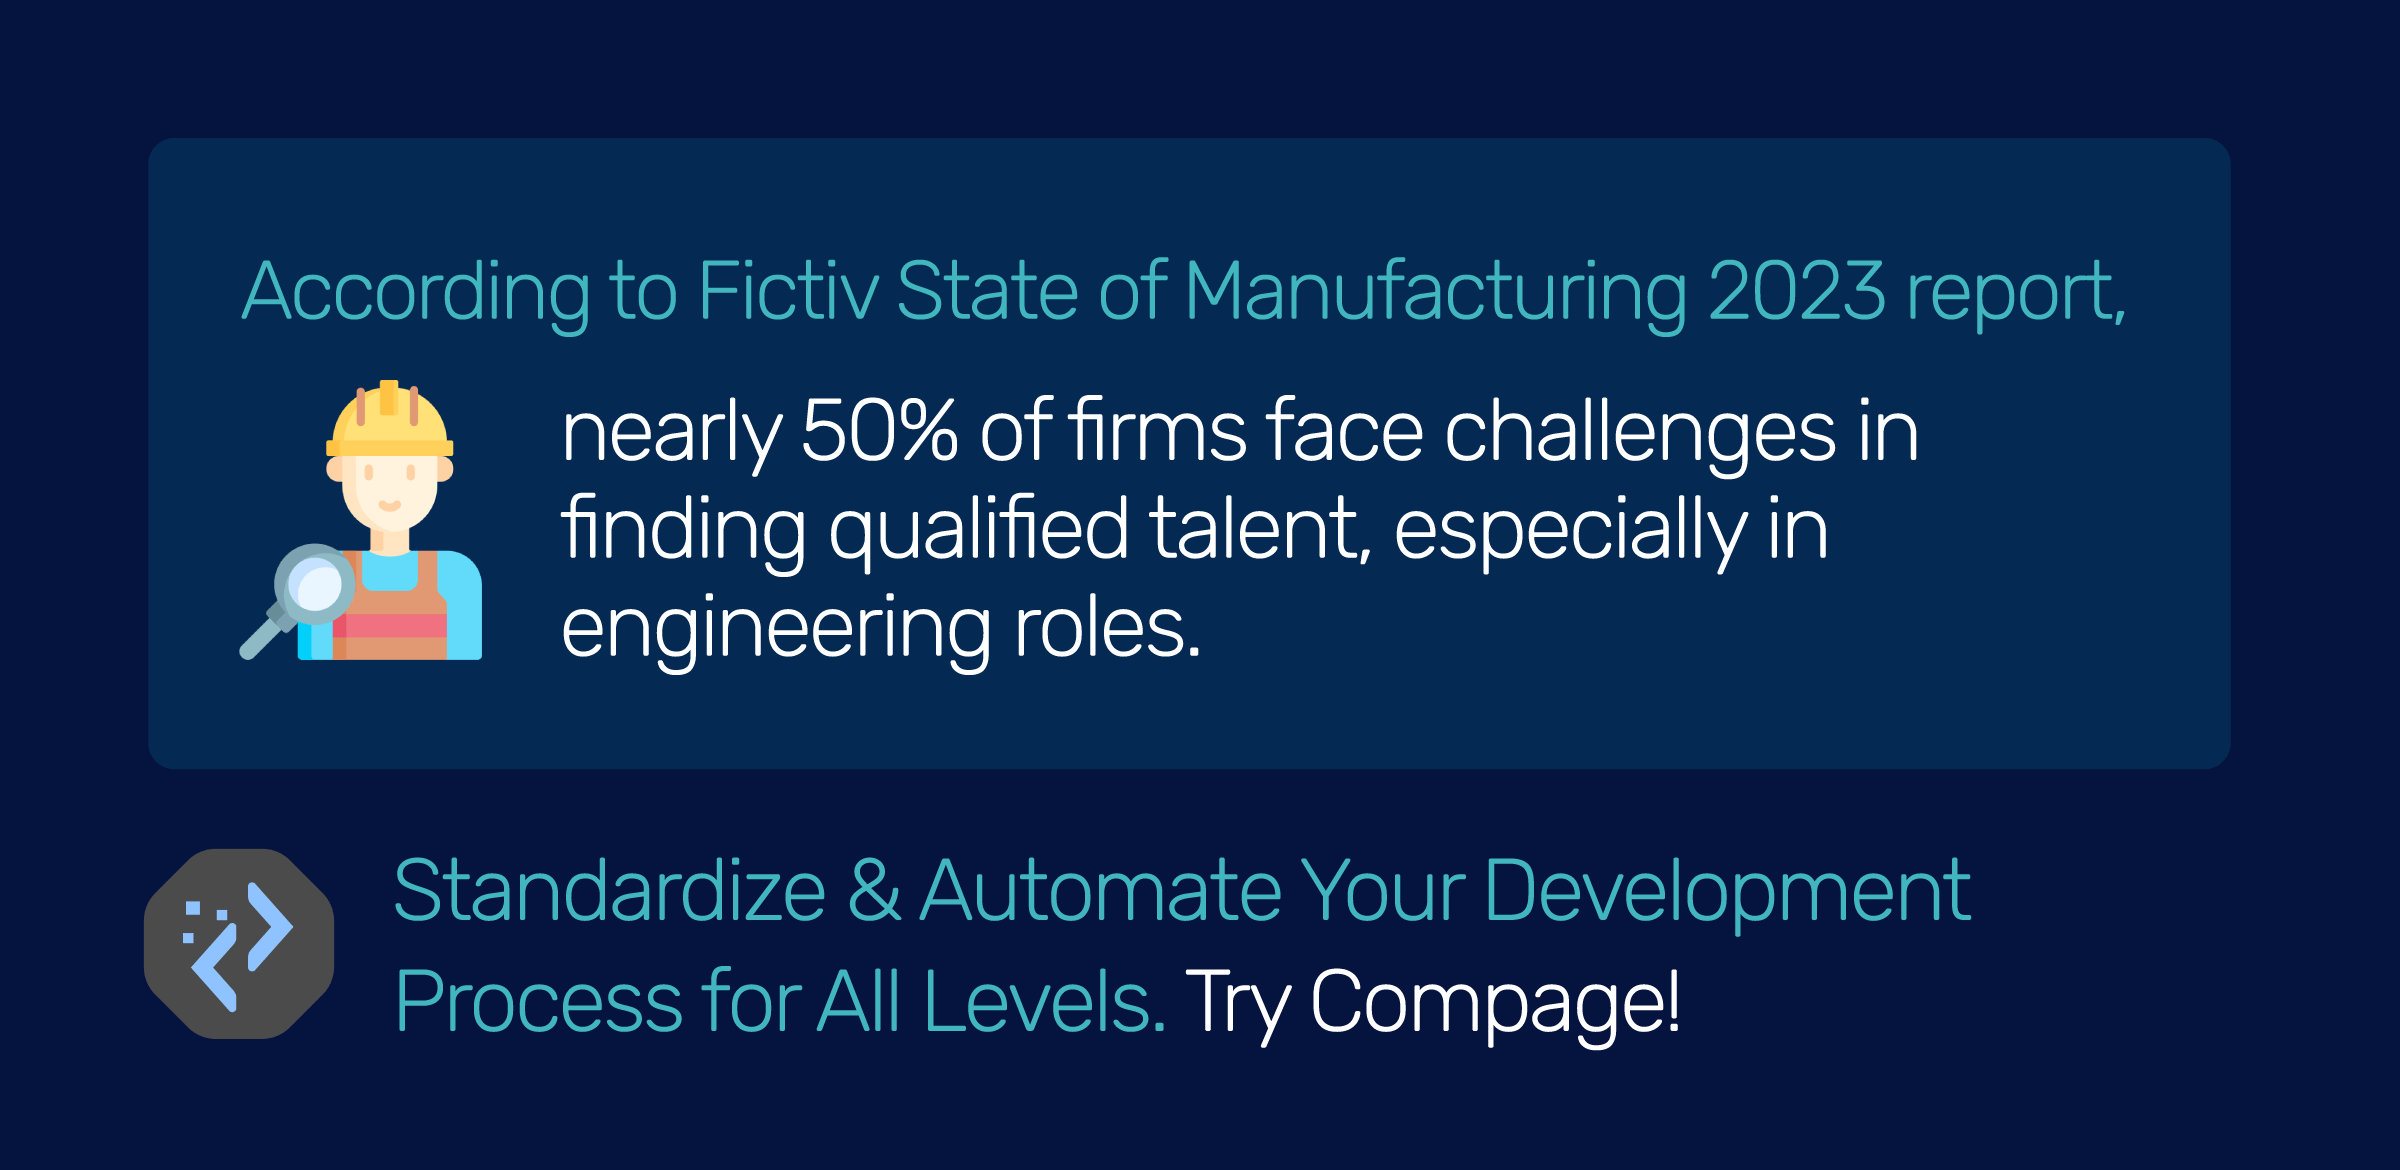 According to Fictiv State of Manufacturing 2023 report,
nearly 50% of firms face challenges in
finding qualified talent, especially in
engineering roles.
Standardize & Automate Your Development
Process for All Levels. Try Compage!